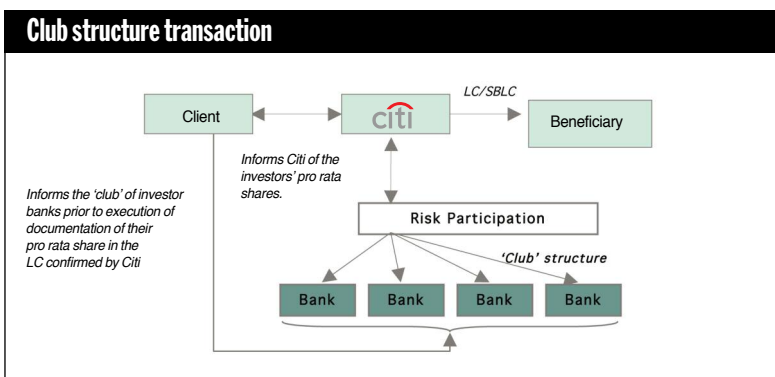 Club structure transaction
Client
citi
LC/SBLC
Beneficiary
Informs Citi of the
investors' pro rata
shares.
Informs the 'club' of investor
banks prior to execution of
documentation of their
pro rata share in the
LC confirmed by Citi
Risk Participation
'Club' structure
Bank
Bank
Bank
Bank